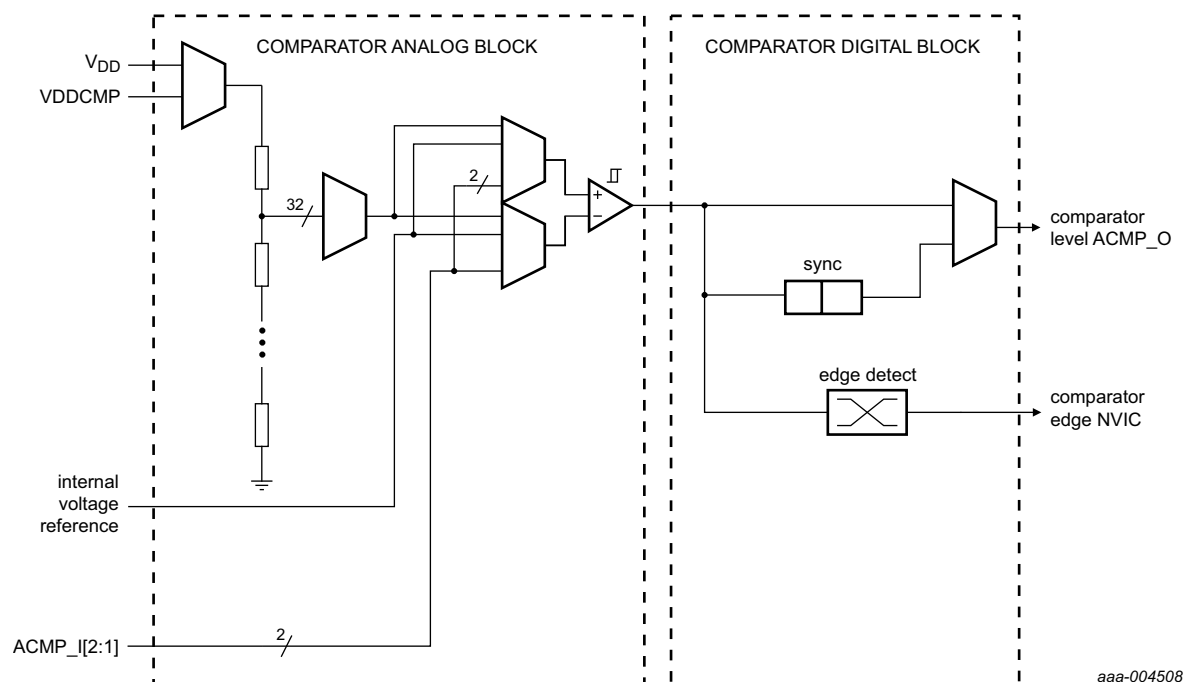 COMPARATOR ANALOG BLOCK
COMPARATOR DIGITAL BLOCK
VDD
VDDCMP
32
2
+
−
sync
comparator
level ACMP_O
edge detect
comparator
edge NVIC
internal
voltage
reference
ACMP_I[2:1]
2
aaa-004508